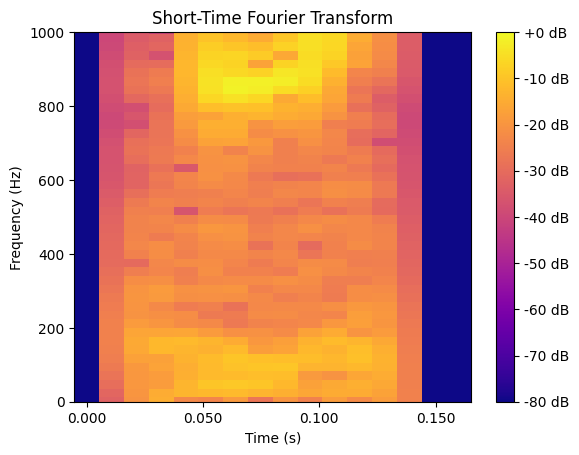 Short-Time Fourier Transform
1000
800
600
400
200
0
Frequency (Hz)
0.000
0.050
0.100
0.150
Time (s)
+0 dB
-10 dB
-20 dB
-30 dB
-40 dB
-50 dB
-60 dB
-70 dB
-80 dB